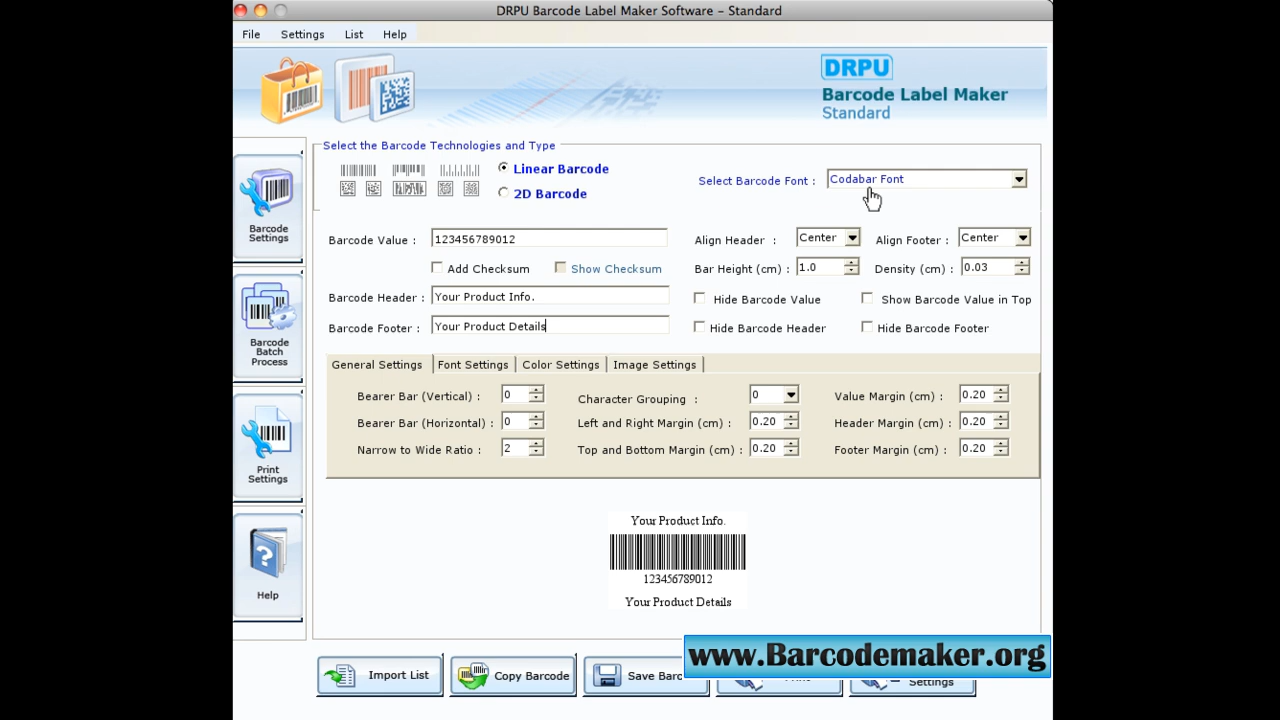 DRPU Barcode Label Maker Software - Standard
File Settings List Help
DRPU
Barcode Label Maker
Standard
Select the Barcode Technologies and Type
Linear Barcode
2D Barcode
Select Barcode Font : Codabar Font
Barcode Settings
Barcode Value : 123456789012
Align Header : Center Align Footer : Center
Add Checksum Show Checksum
Bar Height (cm) : 1.0 Density (cm) : 0.03
Barcode Header : Your Product Info.
Hide Barcode Value Show Barcode Value in Top
Barcode Footer : Your Product Details
Hide Barcode Header Hide Barcode Footer
Barcode Batch Process
General Settings Font Settings Color Settings Image Settings
Bearer Bar (Vertical) : 0 Character Grouping : 0 Value Margin (cm) : 0.20
Bearer Bar (Horizontal) : 0 Left and Right Margin (cm) : 0.20 Header Margin (cm) : 0.20
Narrow to Wide Ratio : 2 Top and Bottom Margin (cm) : 0.20 Footer Margin (cm) : 0.20
Print Settings
Your Product Info.
123456789012
Your Product Details
Help
www.Barcodemaker.org
Import List Copy Barcode Save Barc
Settings